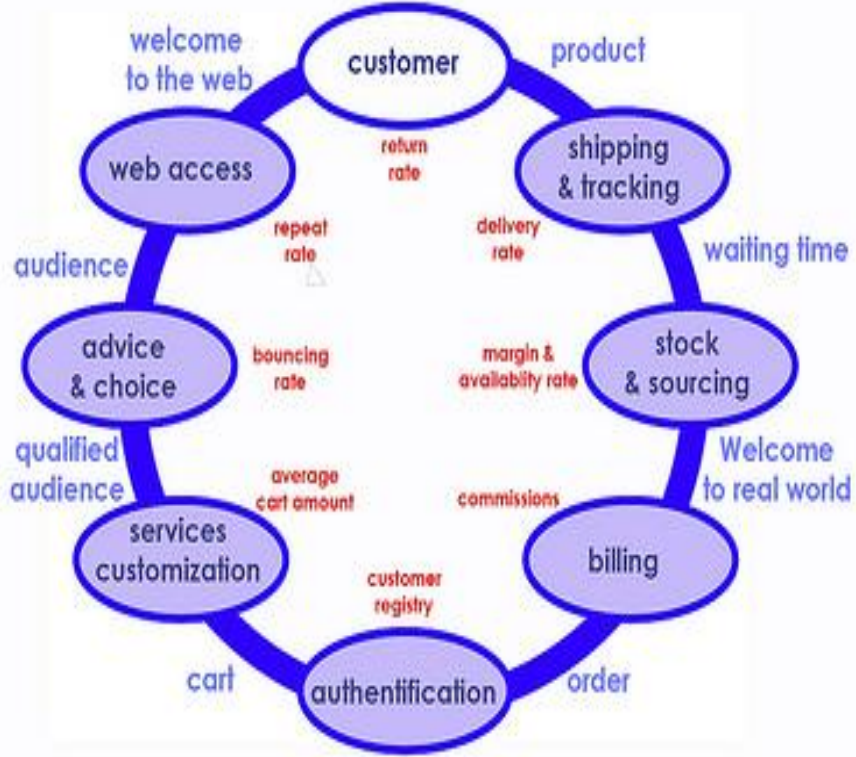 welcome
to the web
customer
product
web access
return
rate
shipping
& tracking
repeat
rate
delivery
rate
audience
waiting time
advice
& choice
bouncing
rate
margin &
availablity rate
stock
& sourcing
qualified
audience
Welcome
to real world
average
cart amount
commissions
services
customization
billing
customer
registry
cart
authentification
order